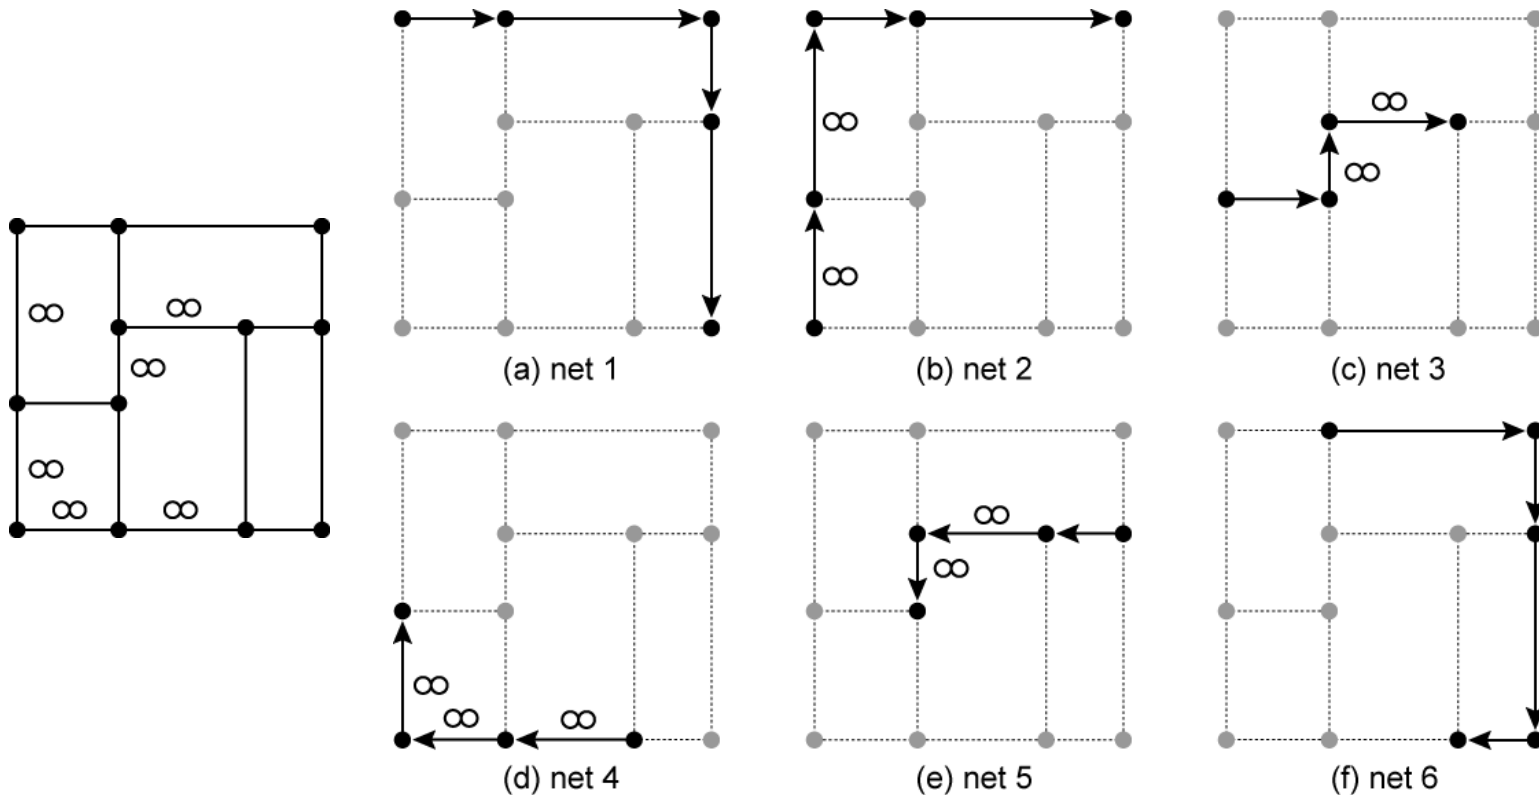 ∞
∞
∞
∞
∞
∞
∞
∞
(a) net 1
(b) net 2
∞
∞
(c) net 3
∞
∞
∞
(d) net 4
∞
∞
(e) net 5
(f) net 6